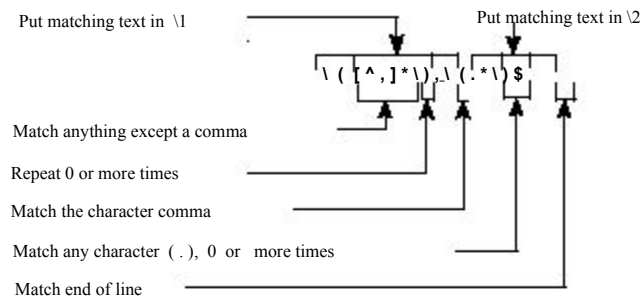 Put matching text in \1
Put matching text in \2
\ ( [ ^ , ] * \ ) , \ ( . * \ ) $
Match anything except a comma
Repeat 0 or more times
Match the character comma
Match any character ( . ), 0 or more times
Match end of line